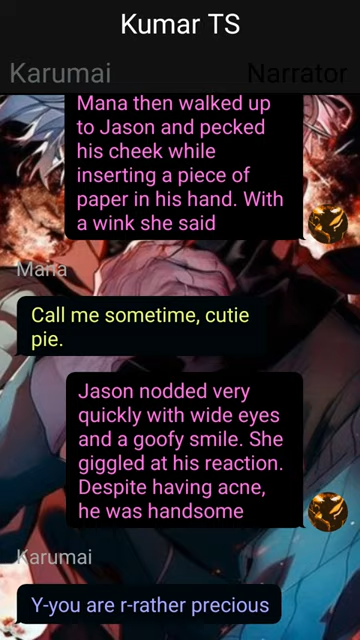 Kumar TS
Karumai
Narrator
Mana then walked up
to Jason and pecked
his cheek while
inserting a piece of
paper in his hand. With
a wink she said
Mana
Call me sometime, cutie
pie.
Jason nodded very
quickly with wide eyes
and a goofy smile. She
giggled at his reaction.
Despite having acne,
he was handsome
Karumai
Y-you are r-rather precious